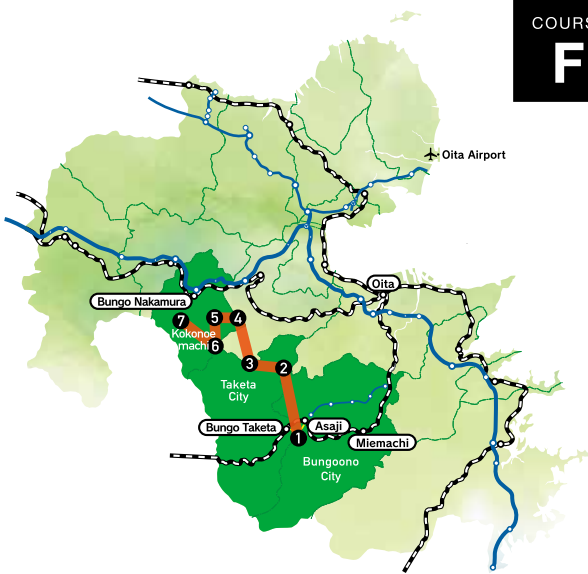 COURS
F
Oita Airport
Oita
Bungo Nakamura
5
4
7
Kokonoe
machi
6
3
2
Taketa
City
Bungo Taketa
Asaji
1
Miemachi
Bungoono
City